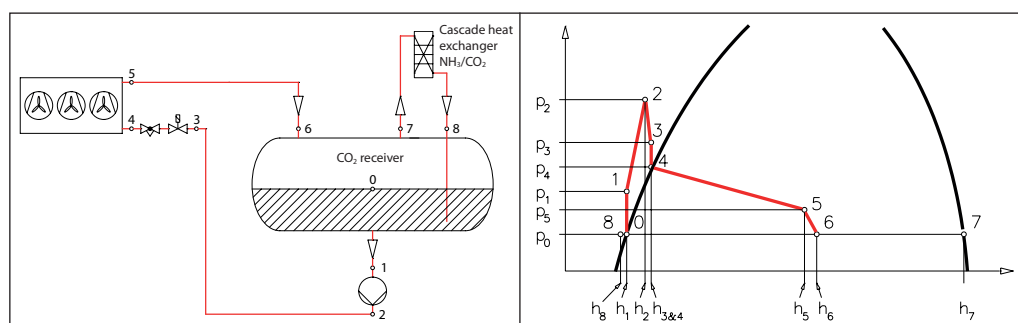 Cascade heat
exchanger
NH₃/CO₂
5
4
3
6
7
8
CO₂ receiver
0
1
2
p₂
p₃
p₄
p₁
p₅
p₀
2
3
4
1
5
8
0
6
7
h₈
h₁
h₂
h₃&₄
h₅
h₆
h₇